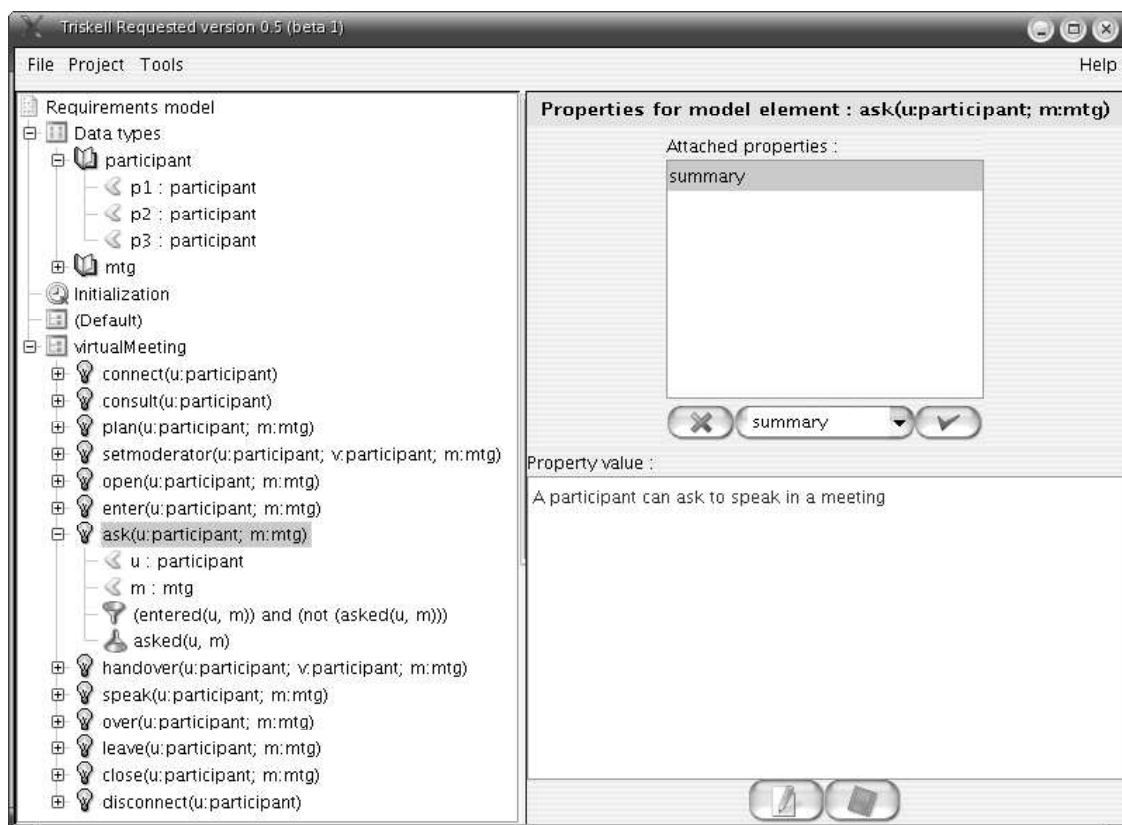 Triskell Requested version 0.5 (beta 1)
File Project Tools
Help
Requirements model
Data types
participant
p1 : participant
p2 : participant
p3 : participant
mtg
Initialization
(Default)
virtualMeeting
connect(u:participant)
consult(u:participant)
plan(u:participant; m:mtg)
setmoderator(u:participant; v:participant; m:mtg)
open(u:participant; m:mtg)
enter(u:participant; m:mtg)
ask(u:participant; m:mtg)
u : participant
m : mtg
(entered(u, m)) and (not (asked(u, m)))
asked(u, m)
handover(u:participant; v:participant; m:mtg)
speak(u:participant; m:mtg)
over(u:participant; m:mtg)
leave(u:participant; m:mtg)
close(u:participant; m:mtg)
disconnect(u:participant)
Properties for model element : ask(u:participant; m:mtg)
Attached properties :
summary
summary
Property value :
A participant can ask to speak in a meeting